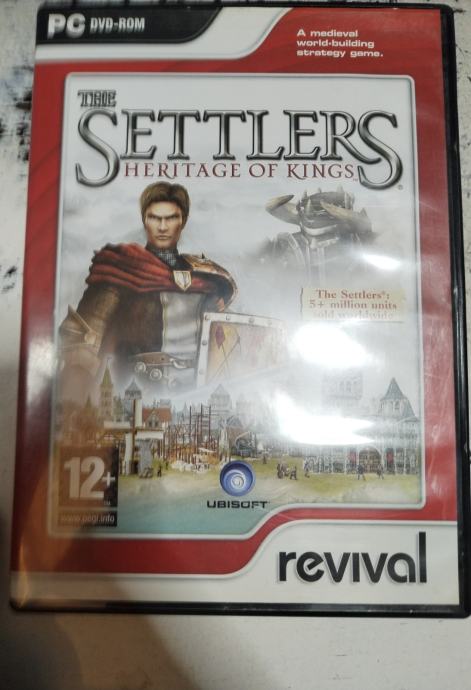 PC DVD-ROM
A medieval
world-building
strategy game.
THE
SETTLERS
HERITAGE OF KINGS™
The Settlers®:
5+ million units
sold worldwide
12+
www.pegi.info
UBISOFT
revival